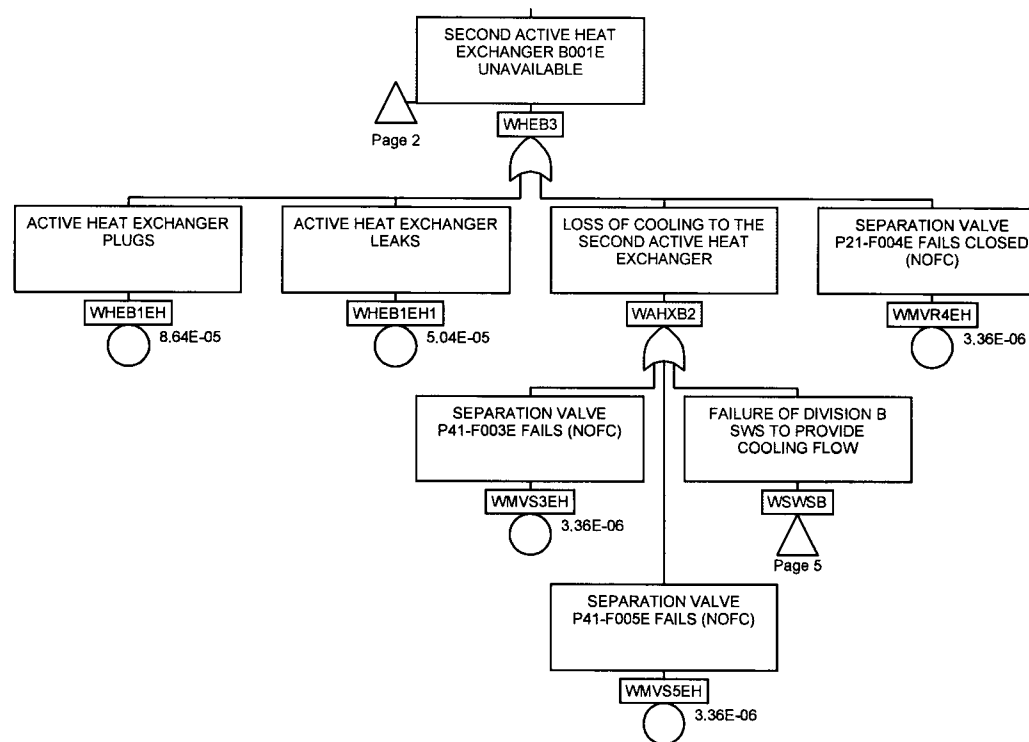 SECOND ACTIVE HEAT
EXCHANGER B001E
UNAVAILABLE
Page 2
WHEB3
ACTIVE HEAT EXCHANGER
PLUGS
WHEB1EH
8.64E-05
ACTIVE HEAT EXCHANGER
LEAKS
WHEB1EH1
5.04E-05
LOSS OF COOLING TO THE
SECOND ACTIVE HEAT
EXCHANGER
WAHXB2
SEPARATION VALVE
P21-F004E FAILS CLOSED
(NOFC)
WMVR4EH
3.36E-06
SEPARATION VALVE
P41-F003E FAILS (NOFC)
WMVS3EH
3.36E-06
FAILURE OF DIVISION B
SWS TO PROVIDE
COOLING FLOW
WSWSB
Page 5
SEPARATION VALVE
P41-F005E FAILS (NOFC)
WMVS5EH
3.36E-06